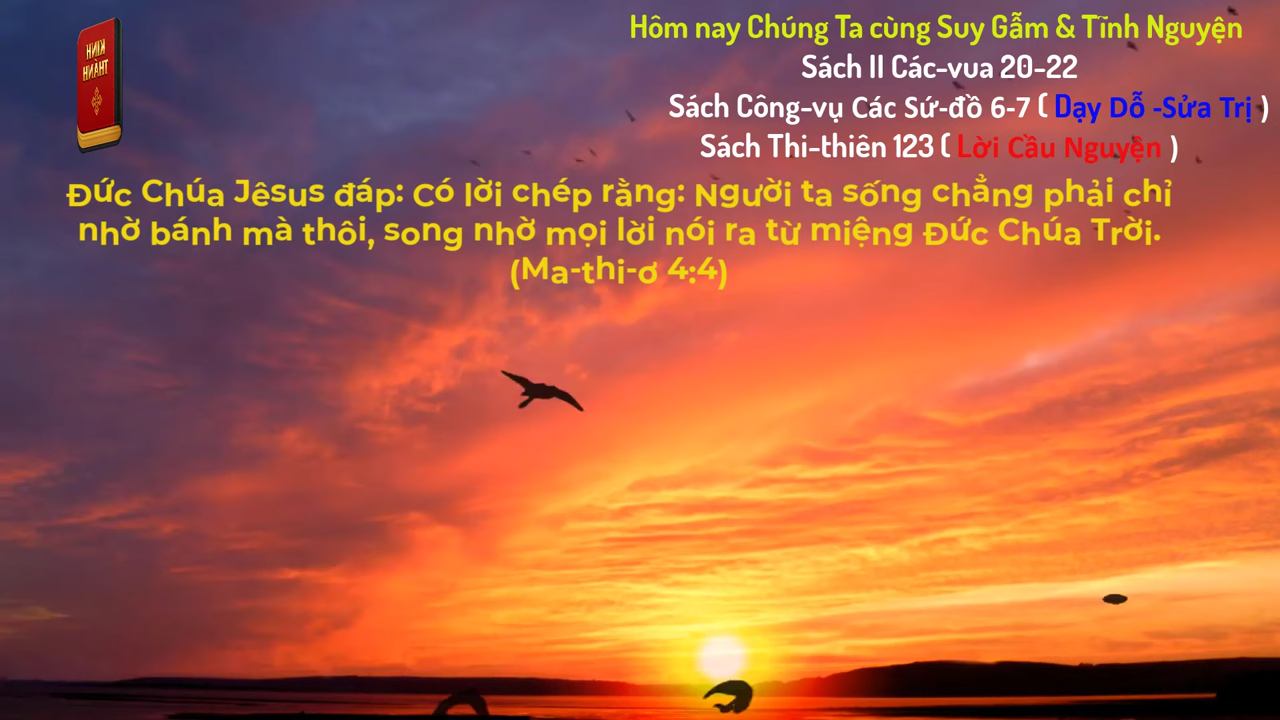 KINH
THÁNH
Hôm nay Chúng Ta cùng Suy Gẫm & Tĩnh Nguyện
Sách II Các-vua 20-22
Sách Công-vụ Các Sứ-đồ 6-7 ( Dạy Dỗ -Sửa Trị )
Sách Thi-thiên 123 ( Lời Cầu Nguyện )
Đức Chúa Jêsus đáp: Có lời chép rằng: Người ta sống chẳng phải chỉ
nhờ bánh mà thôi, song nhờ mọi lời nói ra từ miệng Đức Chúa Trời.
(Ma-thi-ơ 4:4)